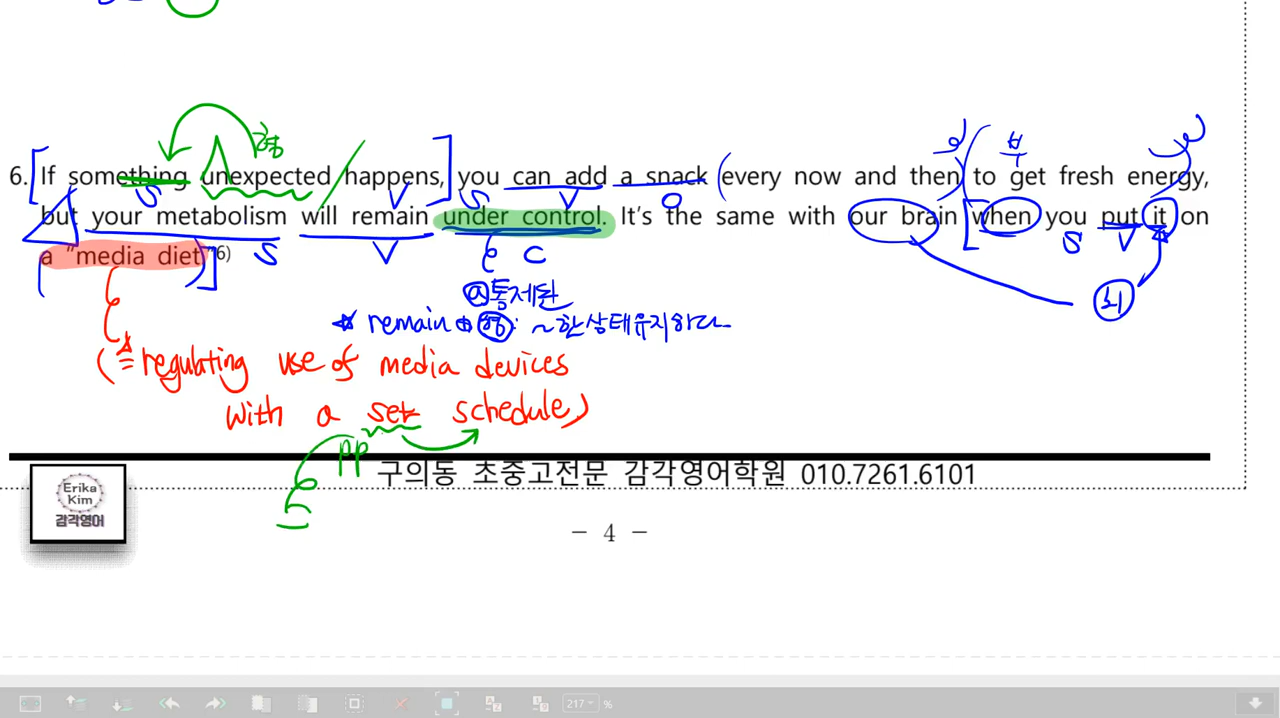 후동
부
6. If something unexpected happens, you can add a snack every now and then to get fresh energy,
S V S V O
but your metabolism will remain under control. It's the same with our brain when you put it on
S V C S V
a "media diet"6)
통제된
뇌
☆ remain + 형: ~한 상태유지하다.
(= regulating use of media devices
with a set schedule)
pp
구의동 초중고전문 감각영어학원 010.7261.6101
Erika
Kim
감각영어
- 4 -
217 %